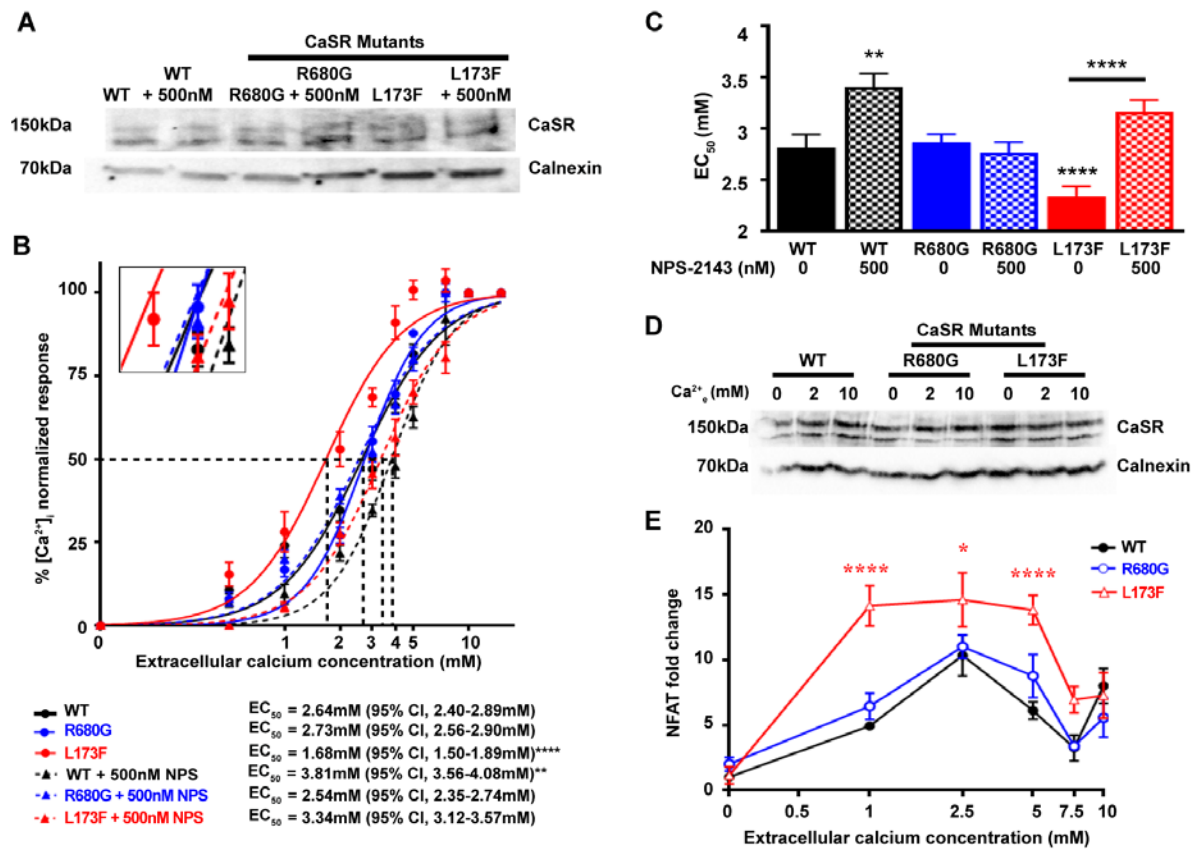 A
CaSR Mutants
WT
WT + 500nM
R680G
R680G + 500nM
L173F
L173F + 500nM
150kDa
CaSR
70kDa
Calnexin
B
% [Ca²⁺]ᵢ normalized response
100
75
50
25
0
0 1 2 3 4 5 10
Extracellular calcium concentration (mM)
WT EC₅₀ = 2.64mM (95% CI, 2.40-2.89mM)
R680G EC₅₀ = 2.73mM (95% CI, 2.56-2.90mM)
L173F EC₅₀ = 1.68mM (95% CI, 1.50-1.89mM)****
WT + 500nM NPS EC₅₀ = 3.81mM (95% CI, 3.56-4.08mM)**
R680G + 500nM NPS EC₅₀ = 2.54mM (95% CI, 2.35-2.74mM)
L173F + 500nM NPS EC₅₀ = 3.34mM (95% CI, 3.12-3.57mM)
C
EC₅₀ (mM)
4
3.5
3
2.5
2
**
****
****
WT WT R680G R680G L173F L173F
NPS-2143 (nM) 0 500 0 500 0 500
D
CaSR Mutants
WT R680G L173F
Ca²⁺ₑ (mM) 0 2 10 0 2 10 0 2 10
150kDa
CaSR
70kDa
Calnexin
E
NFAT fold change
20
15
10
5
0
**** * ****
WT
R680G
L173F
0 0.5 1 2.5 5 7.5 10
Extracellular calcium concentration (mM)